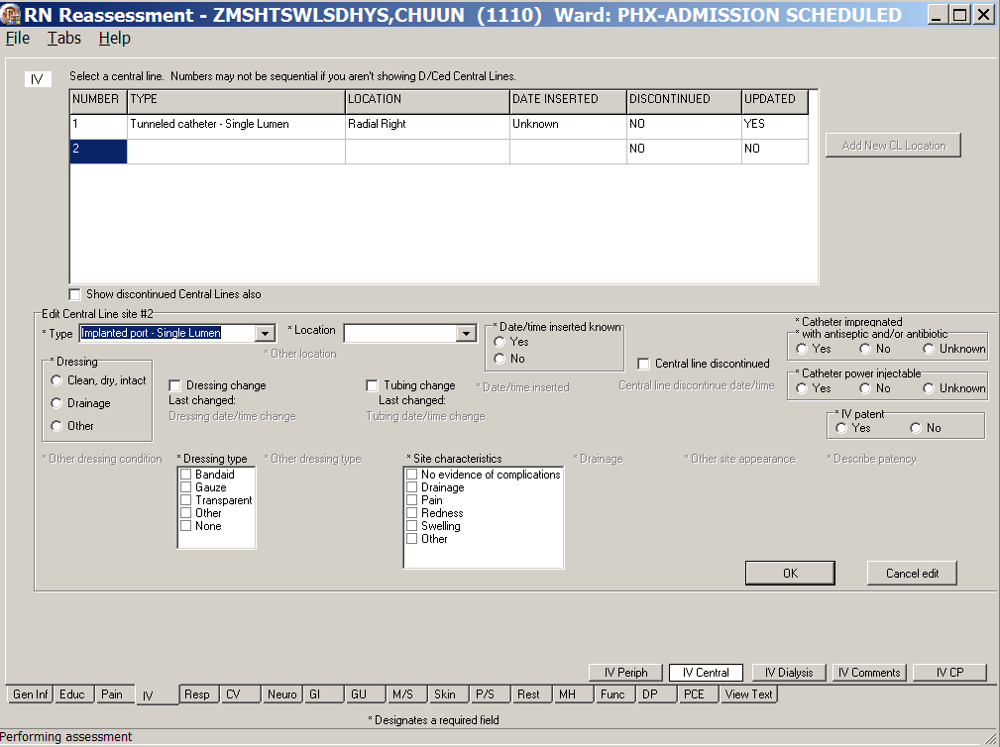 RN Reassessment - ZMSHTSWLSDHYS,CHUUN (1110) Ward: PHX-ADMISSION SCHEDULED
File Tabs Help
IV
Select a central line. Numbers may not be sequential if you aren't showing D/Ced Central Lines.
NUMBER TYPE LOCATION DATE INSERTED DISCONTINUED UPDATED
1 Tunneled catheter - Single Lumen Radial Right Unknown NO YES
2 NO NO
Add New CL Location
Show discontinued Central Lines also
Edit Central Line site #2
* Type Implanted port - Single Lumen
* Location
* Other location
* Date/time inserted known
Yes
No
* Date/time inserted
Central line discontinued
Central line discontinue date/time
* Catheter impregnated
* with antiseptic and/or antibiotic
Yes No Unknown
* Catheter power injectable
Yes No Unknown
* IV patent
Yes No
* Dressing
Clean, dry, intact
Drainage
Other
Dressing change
Last changed:
Dressing date/time change
Tubing change
Last changed:
Tubing date/time change
* Other dressing condition
* Dressing type
Bandaid
Gauze
Transparent
Other
None
* Other dressing type
* Site characteristics
No evidence of complications
Drainage
Pain
Redness
Swelling
Other
* Drainage
* Other site appearance
* Describe patency
OK Cancel edit
IV Periph IV Central IV Dialysis IV Comments IV CP
Gen Inf Educ Pain IV Resp CV Neuro GI GU M/S Skin P/S Rest MH Func DP PCE View Text
* Designates a required field
Performing assessment